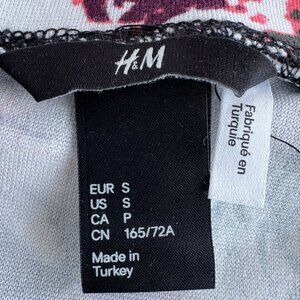 H&M
EUR S
US S
CA P
CN 165/72A
Made in
Turkey
Fabriqué en
Turquie